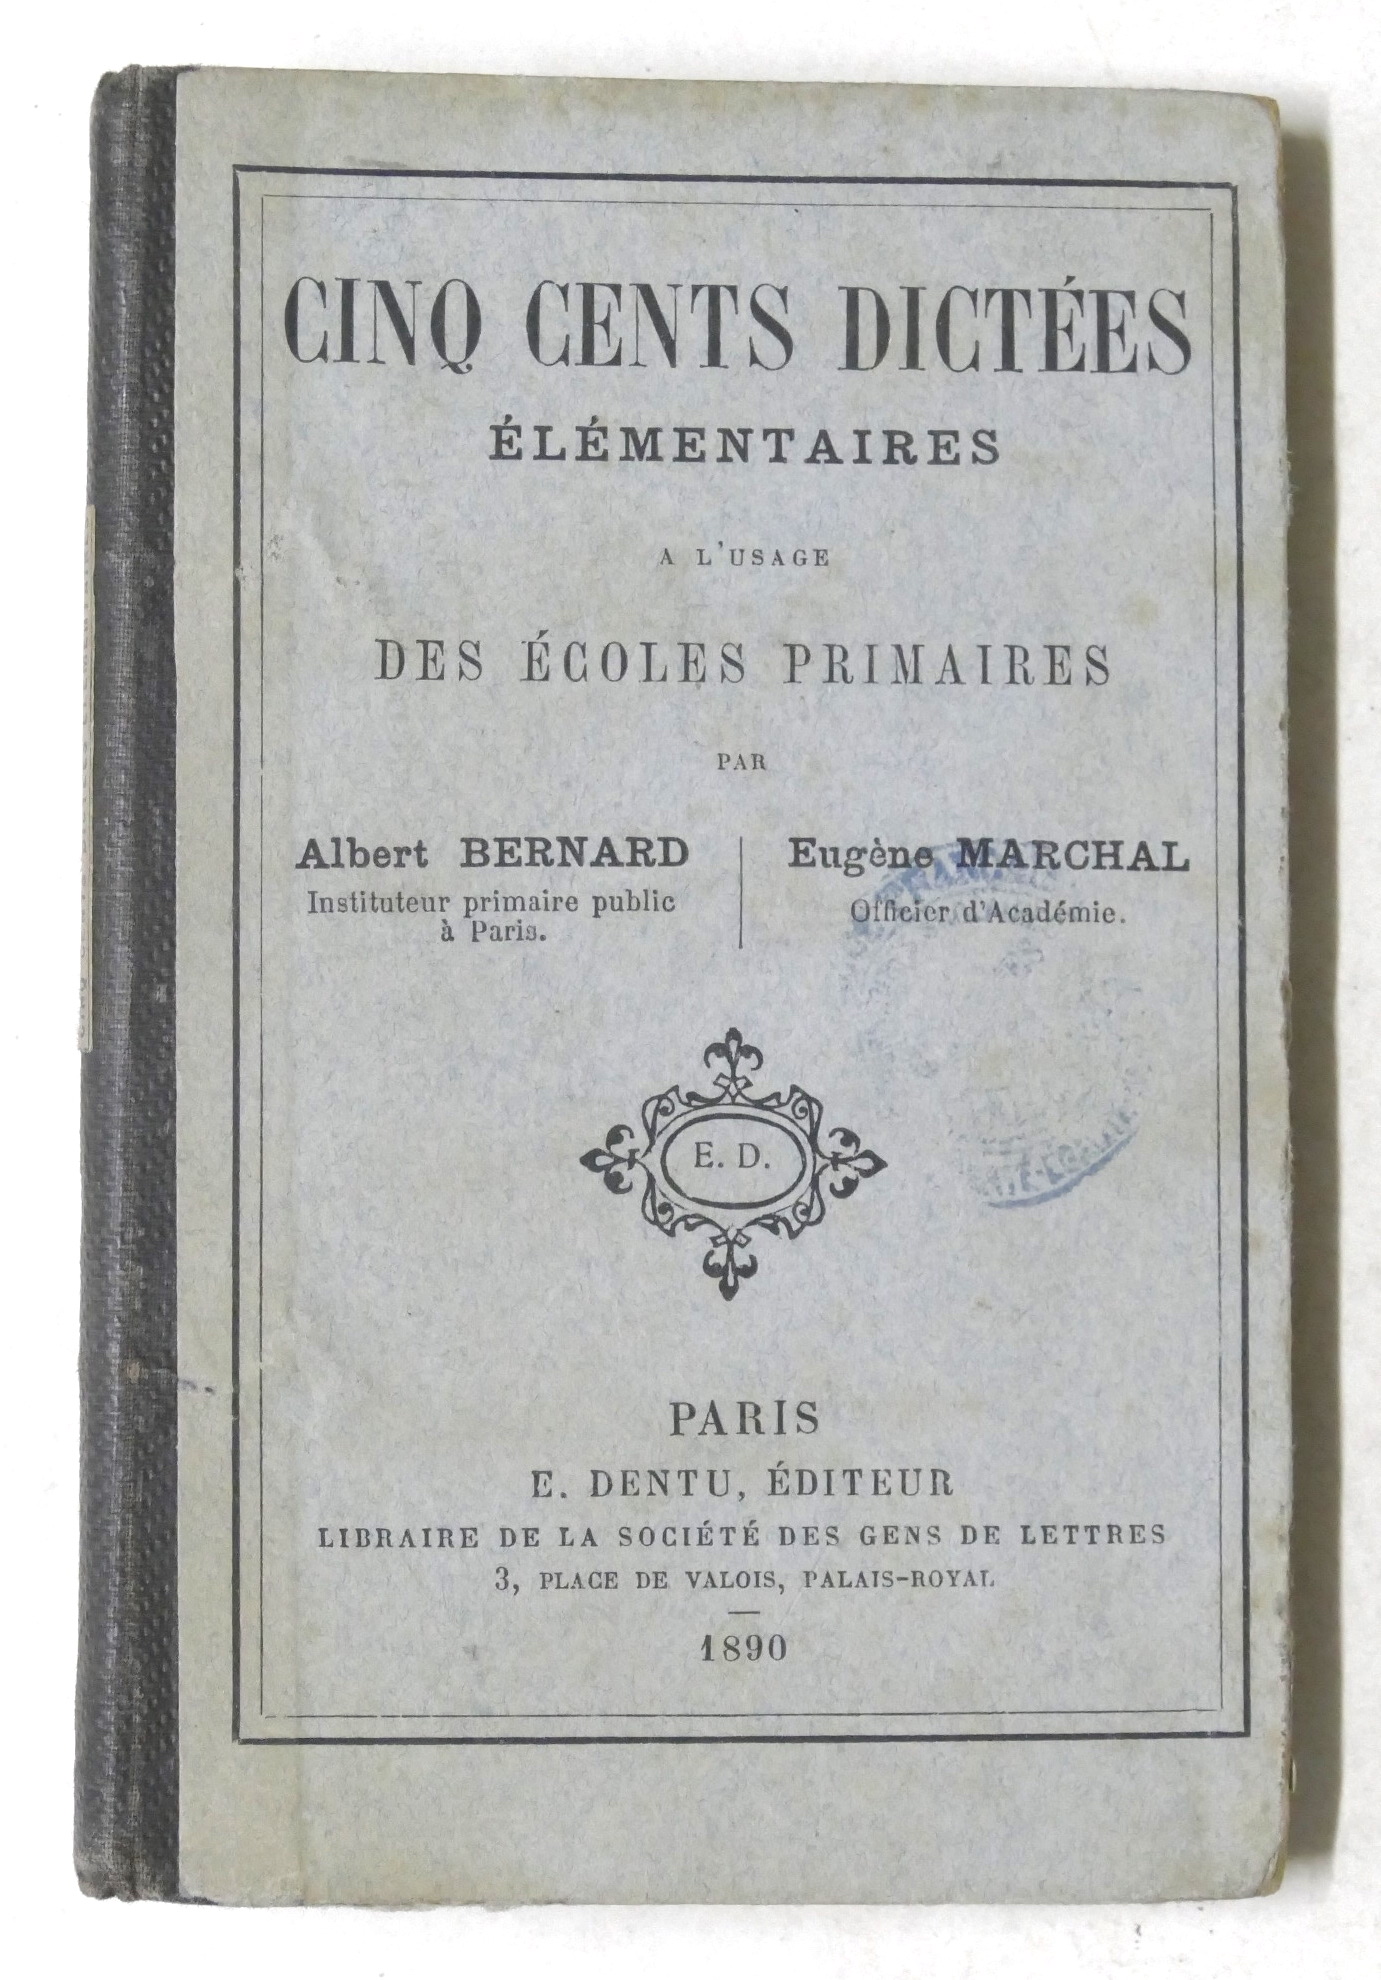 CINQ CENTS DICTÉES
ÉLÉMENTAIRES
A L'USAGE
DES ÉCOLES PRIMAIRES
PAR
Albert BERNARD
Instituteur primaire public
à Paris.
Eugène MARCHAL
Officier d'Académie.
E. D.
PARIS
E. DENTU, ÉDITEUR
LIBRAIRE DE LA SOCIÉTÉ DES GENS DE LETTRES
3, PLACE DE VALOIS, PALAIS-ROYAL
1890